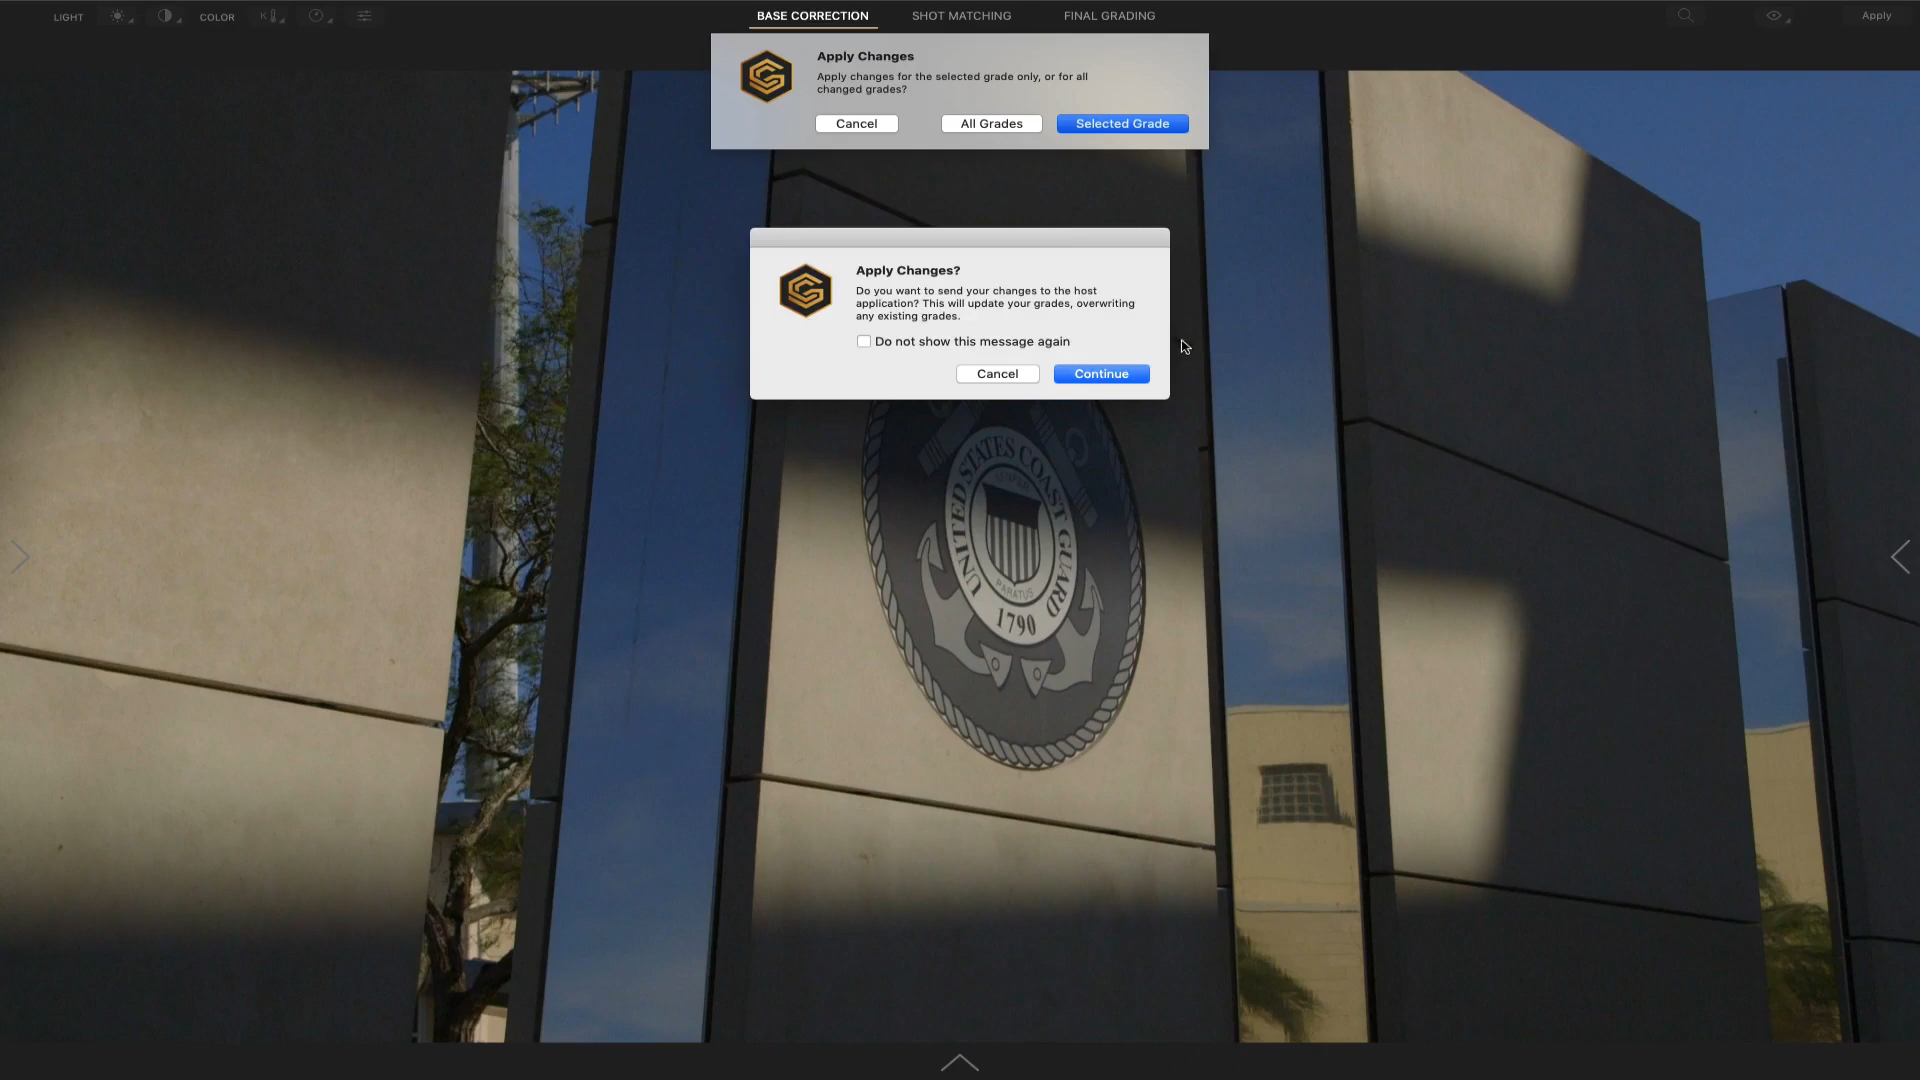 LIGHT
COLOR
K
BASE CORRECTION
SHOT MATCHING
FINAL GRADING
Apply
Apply Changes
Apply changes for the selected grade only, or for all
changed grades?
Cancel
All Grades
Selected Grade
Apply Changes?
Do you want to send your changes to the host
application? This will update your grades, overwriting
any existing grades.
Do not show this message again
Cancel
Continue
UNITED STATES COAST GUARD
SEMPER
PARATUS
1790